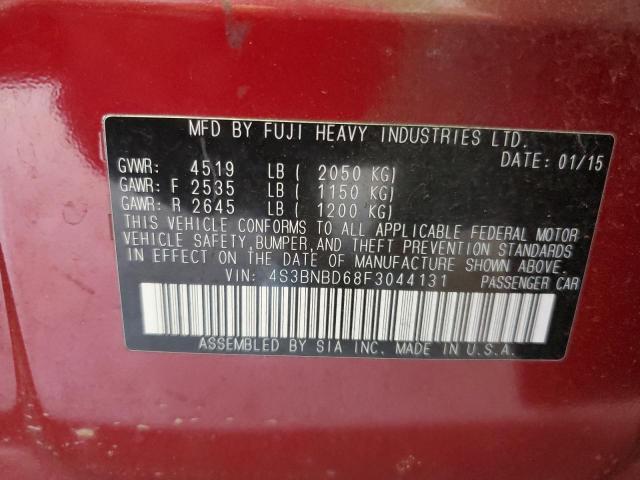 MFD BY FUJI HEAVY INDUSTRIES LTD.
DATE: 01/15
GVWR: 4519 LB ( 2050 KG)
GAWR: F 2535 LB ( 1150 KG)
GAWR: R 2645 LB ( 1200 KG)
THIS VEHICLE CONFORMS TO ALL APPLICABLE FEDERAL MOTOR
VEHICLE SAFETY, BUMPER, AND THEFT PREVENTION STANDARDS
IN EFFECT ON THE DATE OF MANUFACTURE SHOWN ABOVE.
VIN: 4S3BNBD68F3044131 PASSENGER CAR
ASSEMBLED BY SIA INC. MADE IN U.S.A.